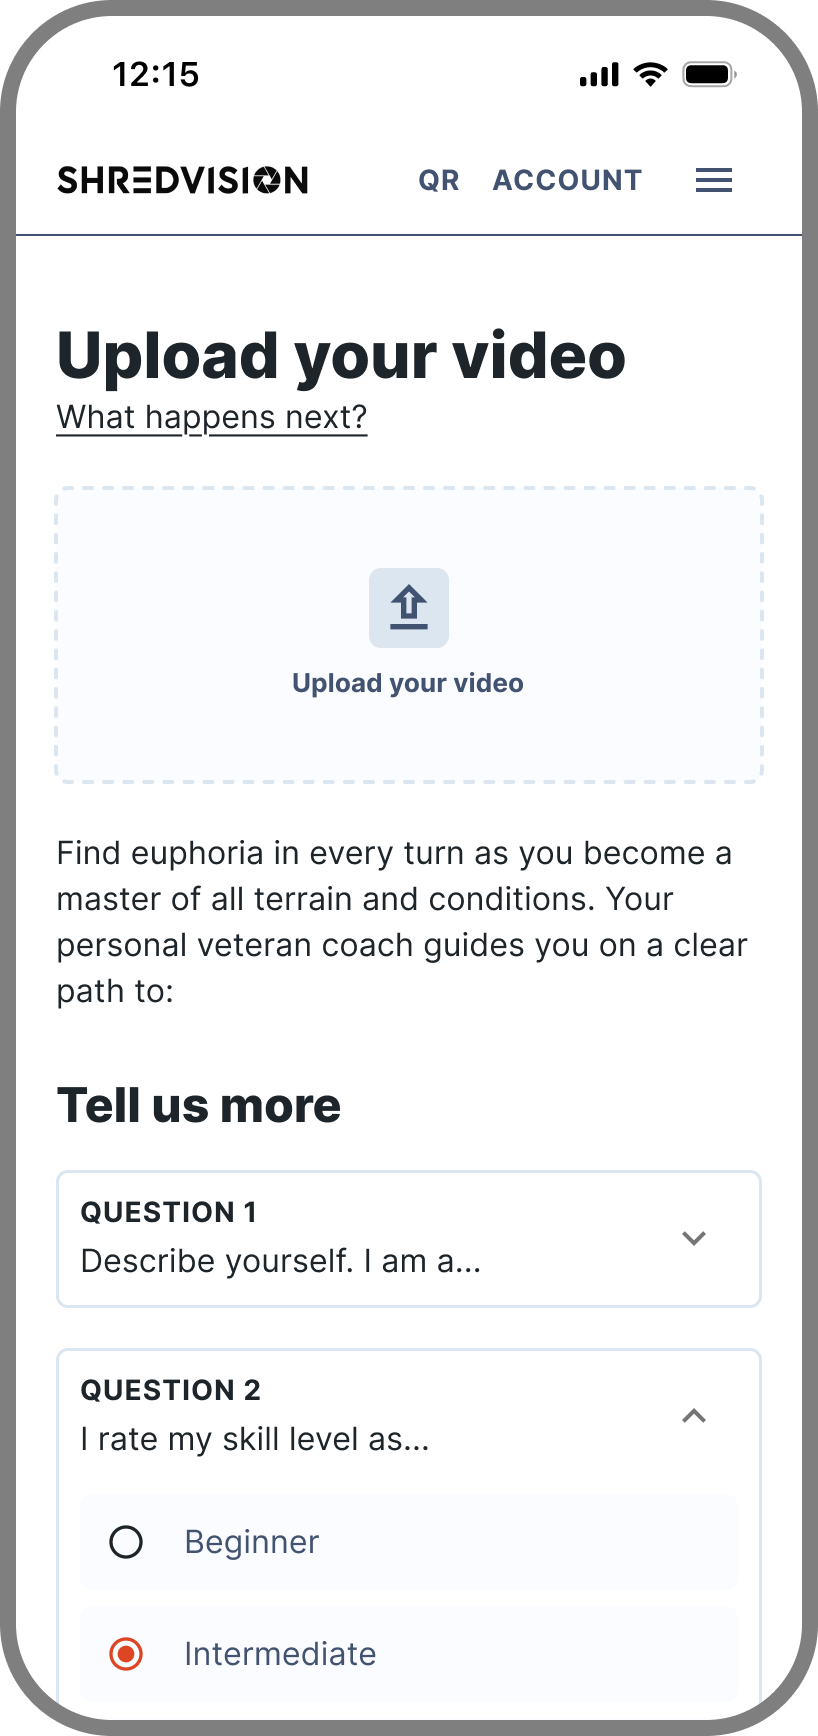 12:15
SHREDVISION QR ACCOUNT
Upload your video
What happens next?
Upload your video
Find euphoria in every turn as you become a
master of all terrain and conditions. Your
personal veteran coach guides you on a clear
path to:
Tell us more
QUESTION 1
Describe yourself. I am a...
QUESTION 2
I rate my skill level as...
Beginner
Intermediate